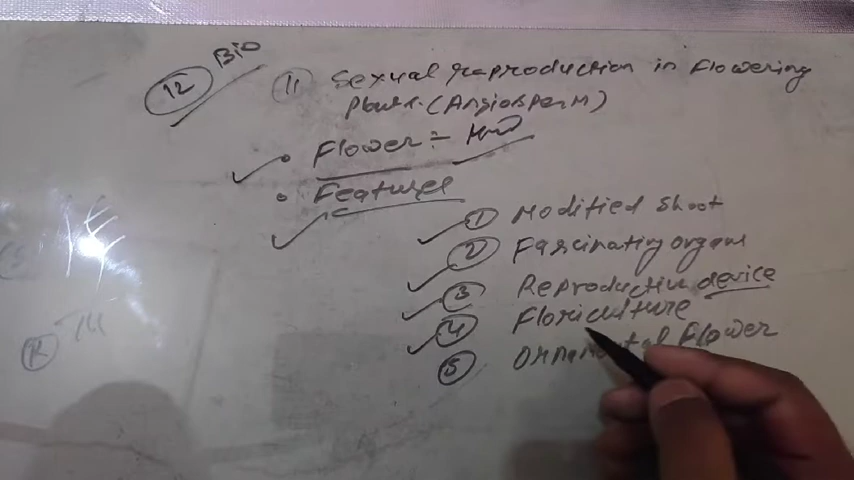 12 Bio
11 Sexual reproduction in Flowering
Plant. (AngiosperM)
• Flower :-
• Features
1 Modified Shoot
2 Fascinating organs
3 Reproductive device
4 Floriculture
5 Ornamental Flower